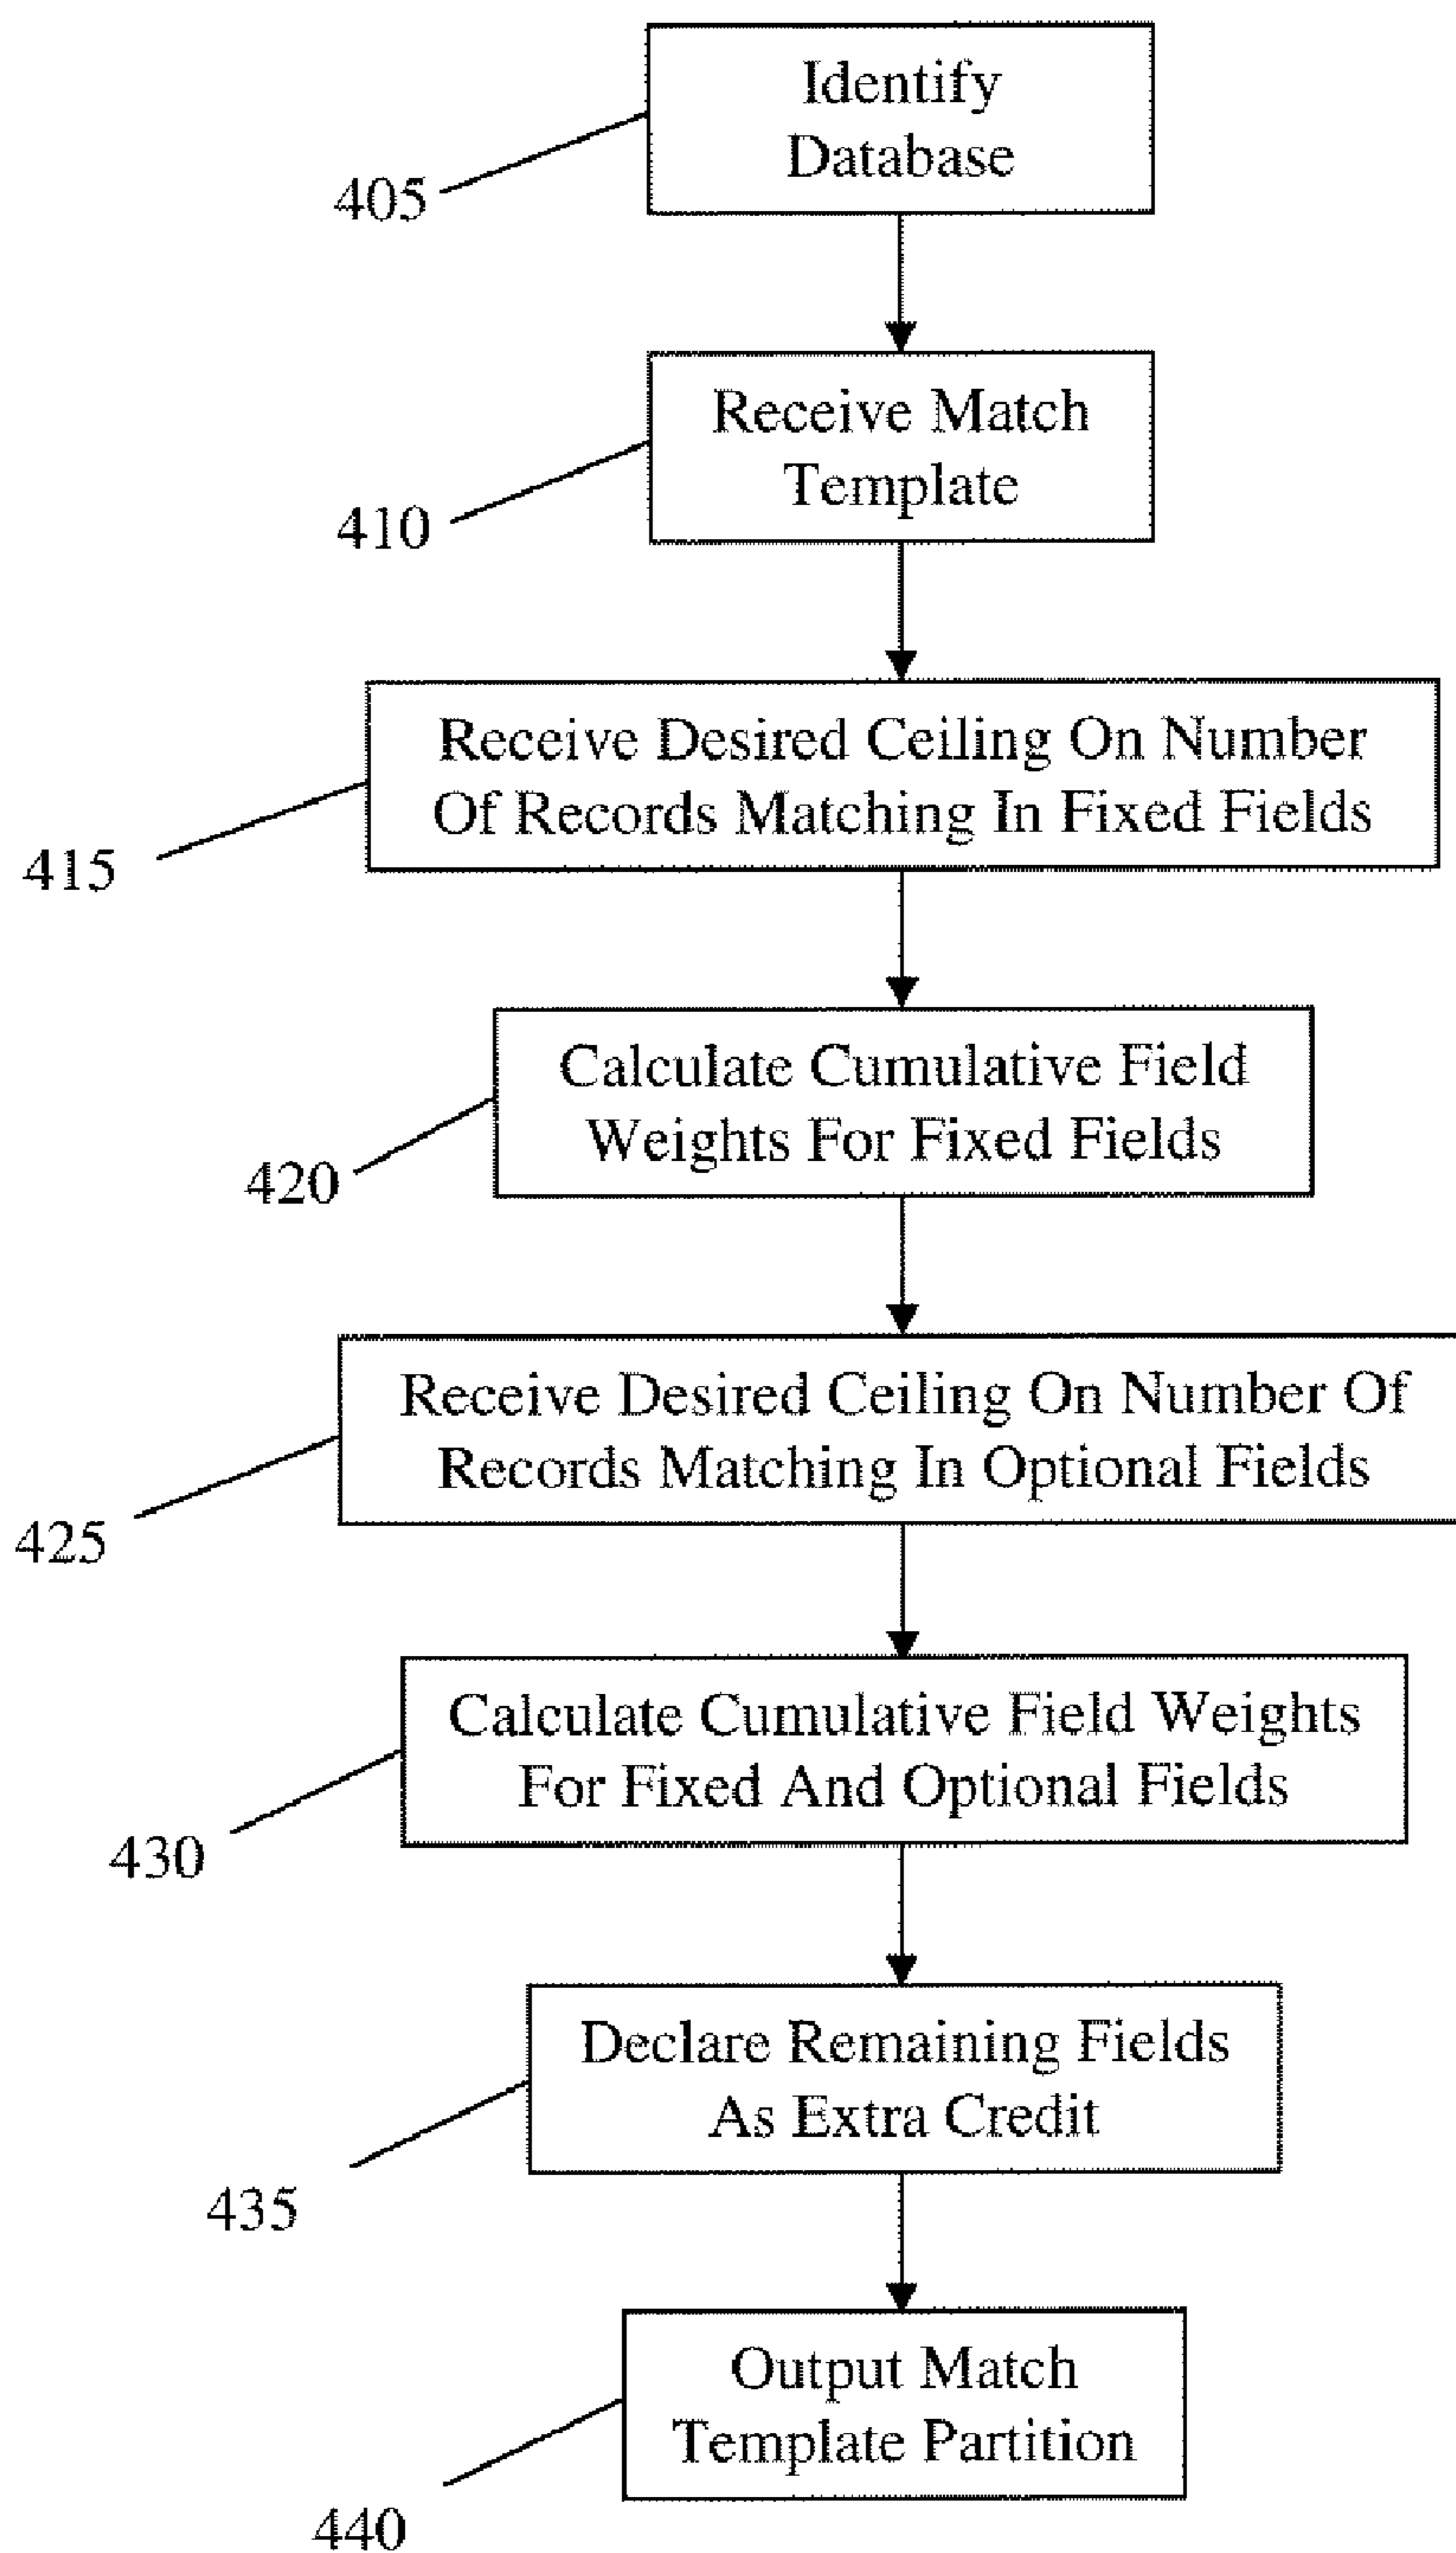 Identify
Database
405
Receive Match
Template
410
Receive Desired Ceiling On Number
Of Records Matching In Fixed Fields
415
Calculate Cumulative Field
Weights For Fixed Fields
420
Receive Desired Ceiling On Number Of
Records Matching In Optional Fields
425
Calculate Cumulative Field Weights
For Fixed And Optional Fields
430
Declare Remaining Fields
As Extra Credit
435
Output Match
Template Partition
440